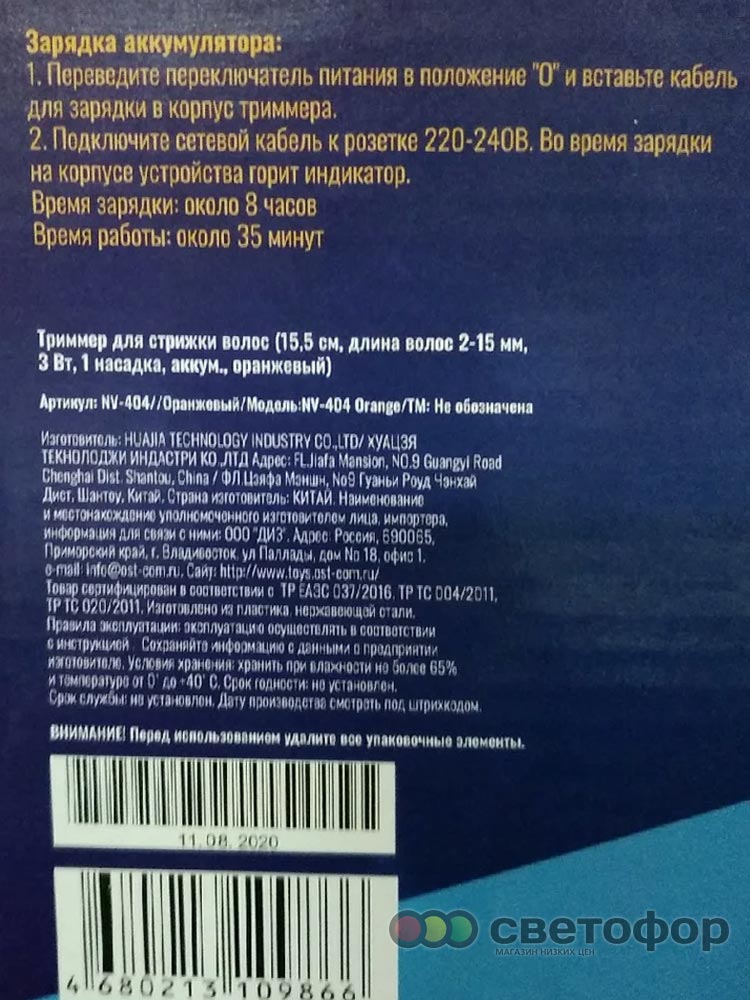 Зарядка аккумулятора:
1. Переведите переключатель питания в положение "О" и вставьте кабель
для зарядки в корпус триммера.
2. Подключите сетевой кабель к розетке 220-240В. Во время зарядки
на корпусе устройства горит индикатор.
Время зарядки: около 8 часов
Время работы: около 35 минут
Триммер для стрижки волос (15,5 см, длина волос 2-15 мм,
3 Вт, 1 насадка, аккум., оранжевый)
Артикул: NV-404//Оранжевый/Модель:NV-404 Orange/ТМ: Не обозначена
Изготовитель: HUAJIA TECHNOLOGY INDUSTRY CO.,LTD/ ХУАЦЗЯ
ТЕКНОЛОДЖИ ИНДАСТРИ КО.,ЛТД Адрес: FL.Jiafa Mansion, NO.9 Guangyi Road
Chenghai Dist. Shantou, China / ФЛ.Цзяфа Мэншн, No9 Гуаньи Роуд Чэнхай
Дист, Шантоу, Китай. Страна изготовитель: КИТАЙ. Наименование
и местонахождение уполномоченного изготовителем лица, импортера,
информация для связи с ними: ООО "ДИЗ". Адрес: Россия, 690065,
Приморский край, г. Владивосток, ул Паллады, дом No 18, офис 1,
e-mail: info@ost-com.ru, Сайт: http://www.toys.ost-com.ru/
Товар сертифицирован в соответствии с ТР ЕАЭС 037/2016, ТР ТС 004/2011,
ТР ТС 020/2011. Изготовлено из пластика, нержавеющей стали.
Правила эксплуатации: эксплуатацию осуществлять в соответствии
с инструкцией. Сохраняйте информацию с данными о предприятии
изготовителе. Условия хранения: хранить при влажности не более 65%
и температуре от 0° до +40° С. Срок годности: не установлен.
Срок службы: не установлен. Дату производства смотреть под штрихкодом.
ВНИМАНИЕ! Перед использованием удалите все упаковочные элементы.
11.08.2020
4 680213 109866
светофор
МАГАЗИН НИЗКИХ ЦЕН